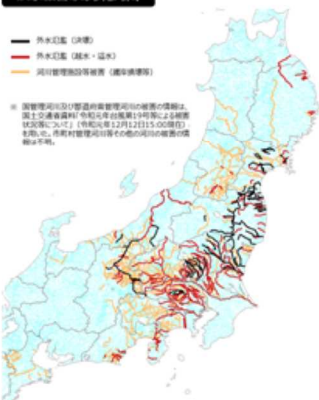 外水氾濫（決壊）
外水氾濫（越水・溢水）
河川管理施設等被害（護岸損壊等）
※ 国管理河川及び都道府県管理河川の被害の情報は、
国土交通省資料「令和元年台風第19号等による被害
状況等について」（令和元年12月12日15:00現在）
を用いた。市町村管理河川等その他の河川の被害の情
報は不明。